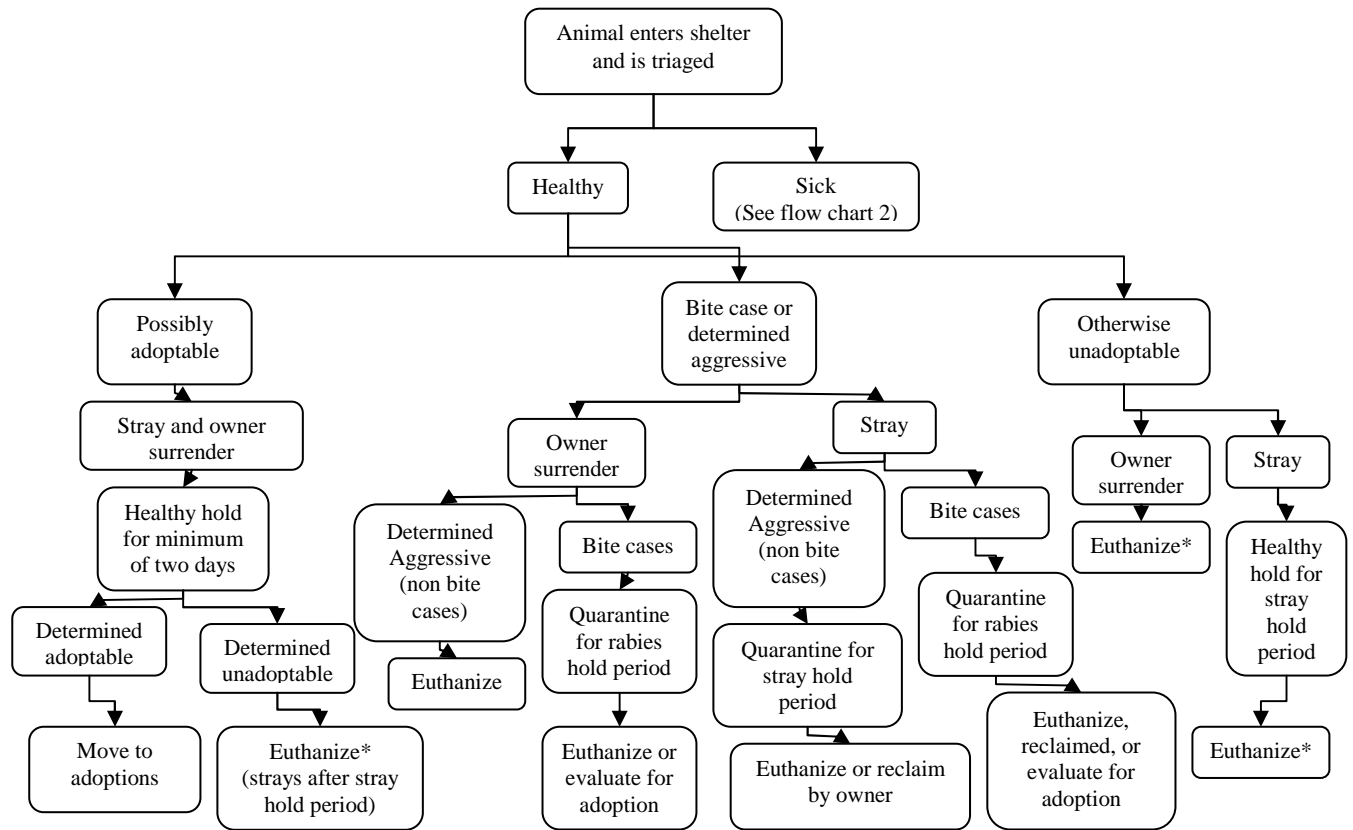 Animal enters shelter
and is triaged
Healthy
Sick
(See flow chart 2)
Possibly
adoptable
Bite case or
determined
aggressive
Otherwise
unadoptable
Stray and owner
surrender
Owner
surrender
Stray
Owner
surrender
Stray
Healthy hold
for minimum
of two days
Determined
Aggressive
(non bite
cases)
Bite cases
Determined
Aggressive
(non bite
cases)
Bite cases
Euthanize*
Healthy
hold for
stray
hold
period
Determined
adoptable
Determined
unadoptable
Euthanize
Quarantine
for rabies
hold period
Quarantine for
stray hold
period
Quarantine
for rabies
hold period
Move to
adoptions
Euthanize*
(strays after stray
hold period)
Euthanize or
evaluate for
adoption
Euthanize or reclaim
by owner
Euthanize,
reclaimed, or
evaluate for
adoption
Euthanize*